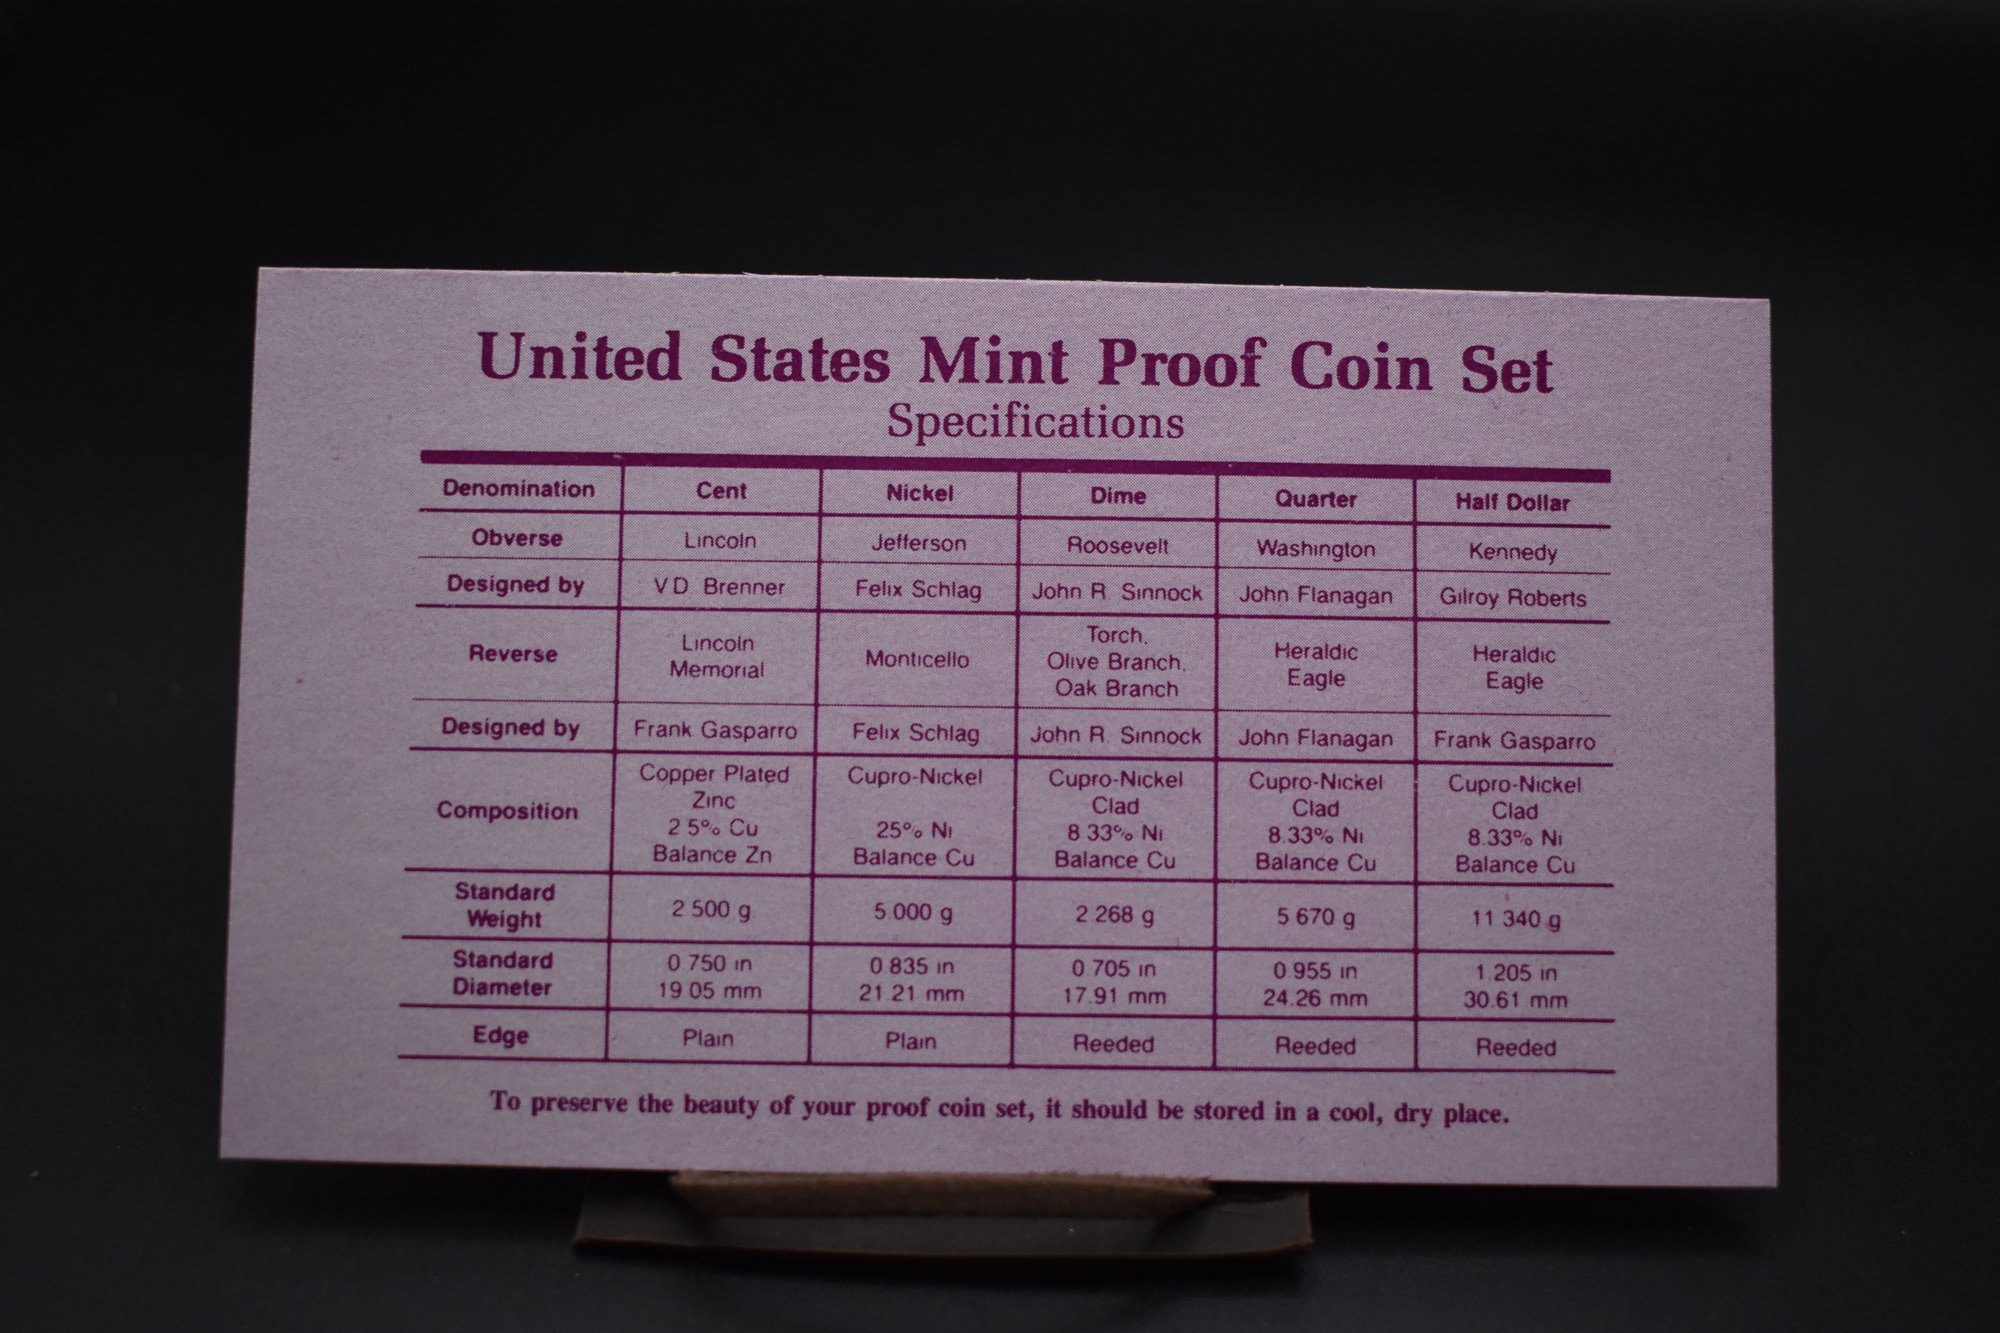 United States Mint Proof Coin Set
Specifications
Denomination Cent Nickel Dime Quarter Half Dollar
Obverse Lincoln Jefferson Roosevelt Washington Kennedy
Designed by V.D. Brenner Felix Schlag John R. Sinnock John Flanagan Gilroy Roberts
Reverse Lincoln Memorial Monticello Torch, Olive Branch, Oak Branch Heraldic Eagle Heraldic Eagle
Designed by Frank Gasparro Felix Schlag John R. Sinnock John Flanagan Frank Gasparro
Composition Copper Plated Zinc 2.5% Cu Balance Zn Cupro-Nickel 25% Ni Balance Cu Cupro-Nickel Clad 8.33% Ni Balance Cu Cupro-Nickel Clad 8.33% Ni Balance Cu Cupro-Nickel Clad 8.33% Ni Balance Cu
Standard Weight 2.500 g 5.000 g 2.268 g 5.670 g 11.340 g
Standard Diameter 0.750 in 19.05 mm 0.835 in 21.21 mm 0.705 in 17.91 mm 0.955 in 24.26 mm 1.205 in 30.61 mm
Edge Plain Plain Reeded Reeded Reeded
To preserve the beauty of your proof coin set, it should be stored in a cool, dry place.